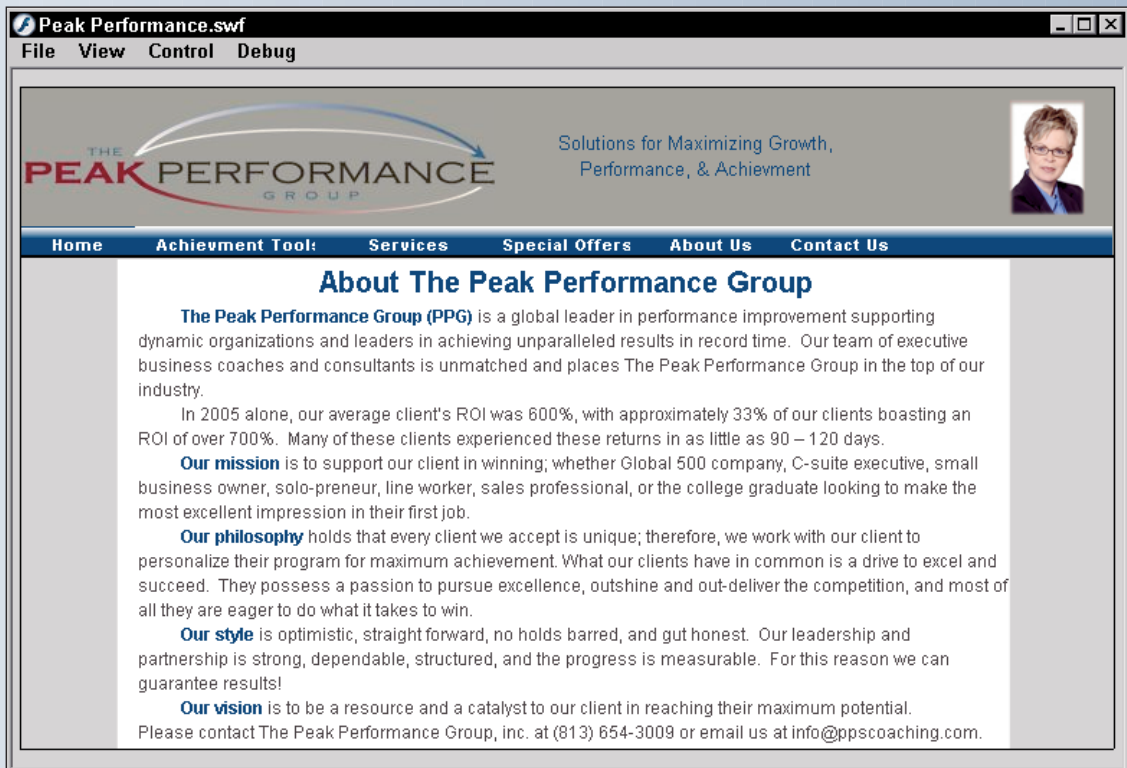 Peak Performance.swf
File View Control Debug
THE
PEAK PERFORMANCE
GROUP
Solutions for Maximizing Growth,
Performance, & Achievment
Home Achievment Tools Services Special Offers About Us Contact Us
About The Peak Performance Group
The Peak Performance Group (PPG) is a global leader in performance improvement supporting
dynamic organizations and leaders in achieving unparalleled results in record time. Our team of executive
business coaches and consultants is unmatched and places The Peak Performance Group in the top of our
industry.
In 2005 alone, our average client's ROI was 600%, with approximately 33% of our clients boasting an
ROI of over 700%. Many of these clients experienced these returns in as little as 90 – 120 days.
Our mission is to support our client in winning; whether Global 500 company, C-suite executive, small
business owner, solo-preneur, line worker, sales professional, or the college graduate looking to make the
most excellent impression in their first job.
Our philosophy holds that every client we accept is unique; therefore, we work with our client to
personalize their program for maximum achievement. What our clients have in common is a drive to excel and
succeed. They possess a passion to pursue excellence, outshine and out-deliver the competition, and most of
all they are eager to do what it takes to win.
Our style is optimistic, straight forward, no holds barred, and gut honest. Our leadership and
partnership is strong, dependable, structured, and the progress is measurable. For this reason we can
guarantee results!
Our vision is to be a resource and a catalyst to our client in reaching their maximum potential.
Please contact The Peak Performance Group, inc. at (813) 654-3009 or email us at info@ppscoaching.com.